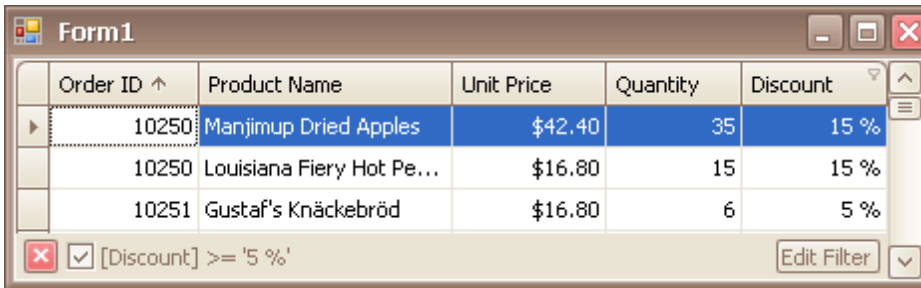 Form1
Order ID Product Name Unit Price Quantity Discount
10250 Manjimup Dried Apples $42.40 35 15 %
10250 Louisiana Fiery Hot Pe... $16.80 15 15 %
10251 Gustaf's Knäckebröd $16.80 6 5 %
[Discount] >= '5 %' Edit Filter